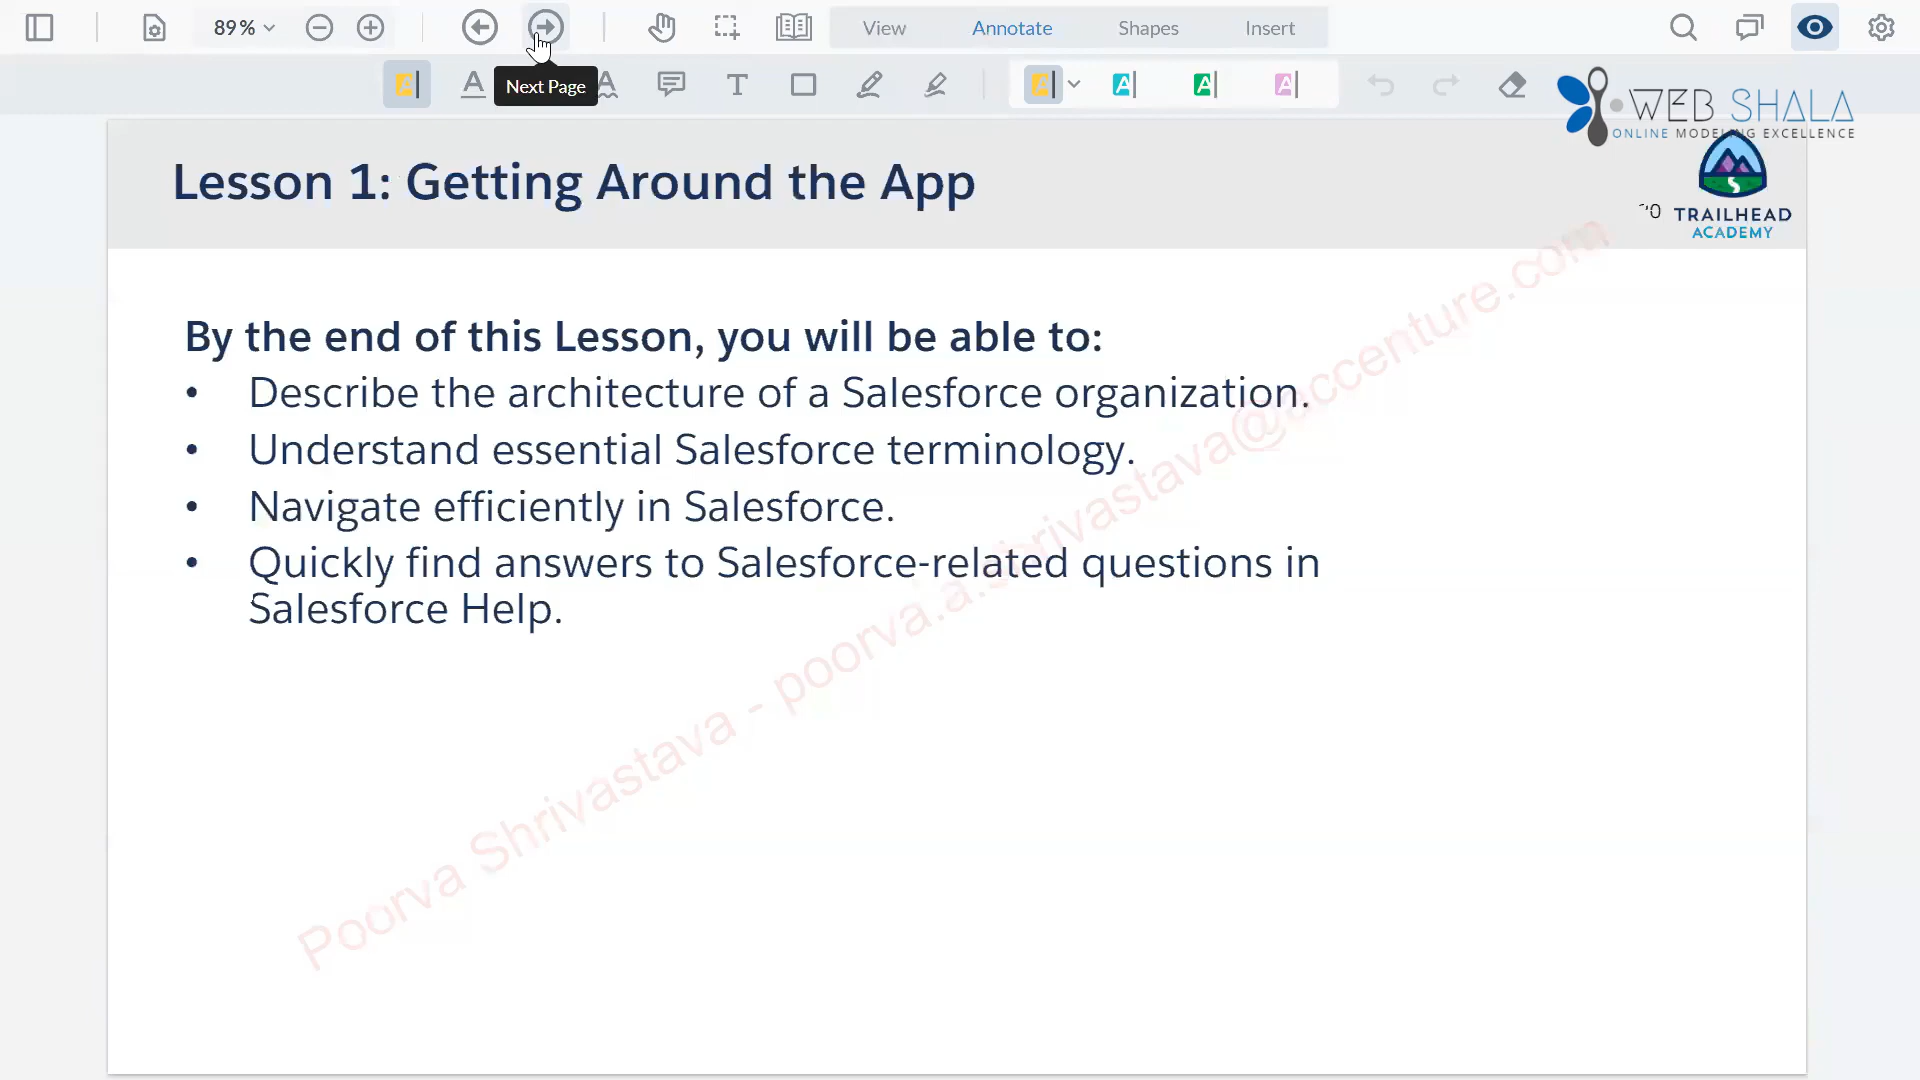 89%
View
Annotate
Shapes
Insert
Next Page
WEB SHALA
ONLINE MODELING EXCELLENCE
Lesson 1: Getting Around the App
TRAILHEAD
ACADEMY
By the end of this Lesson, you will be able to:
• Describe the architecture of a Salesforce organization.
• Understand essential Salesforce terminology.
• Navigate efficiently in Salesforce.
• Quickly find answers to Salesforce-related questions in
Salesforce Help.
Poorva Shrivastava - poorva.a.shrivastava@accenture.com